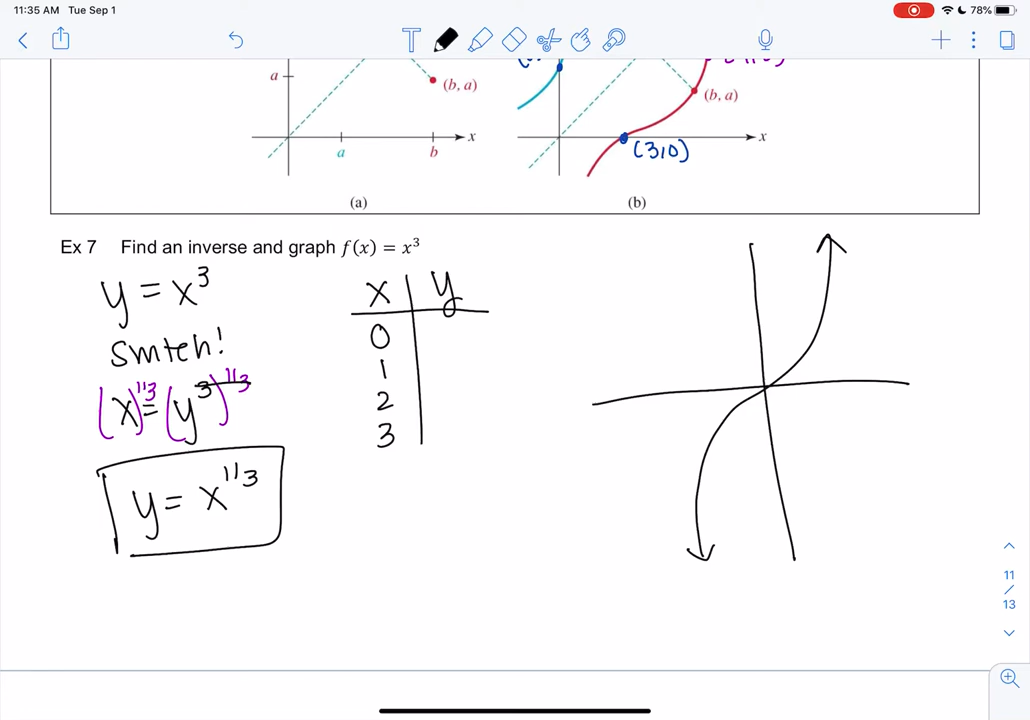 11:35 AM Tue Sep 1
78%
T
a
(b, a)
x
a
b
(a)
(b, a)
x
(3,0)
(b)
Ex 7 Find an inverse and graph f(x) = x³
y = x³
Switch!
(x)^1/3 = (y³)^1/3
y = x^1/3
x | y
0
1
2
3
11
/
13